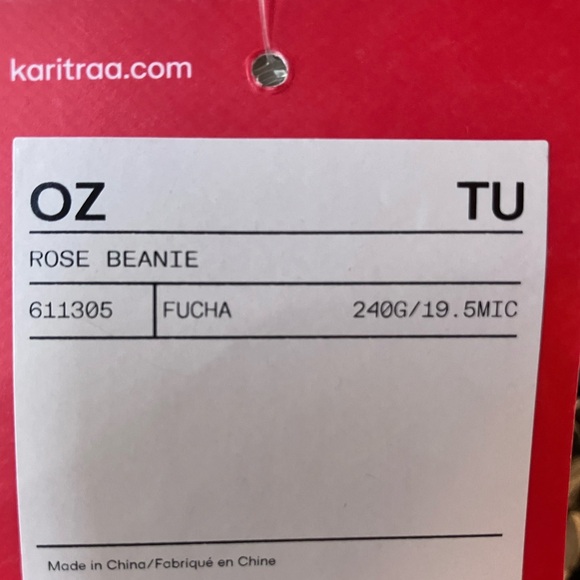 karitraa.com
OZ TU
ROSE BEANIE
611305 FUCHA 240G/19.5MIC
Made in China/Fabriqué en Chine